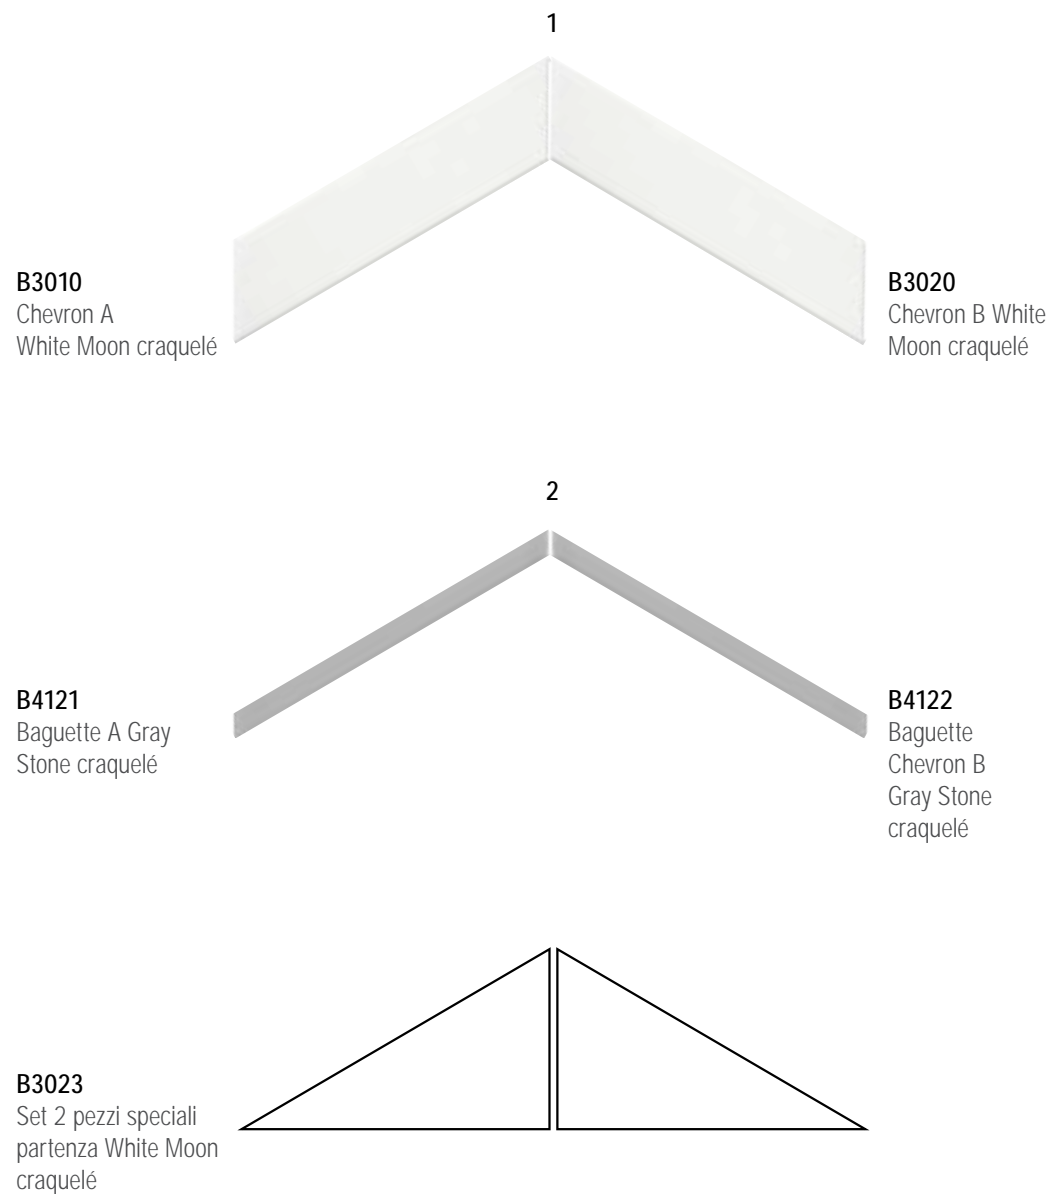 1
B3010
Chevron A
White Moon craquelé
B3020
Chevron B White
Moon craquelé
2
B4121
Baguette A Gray
Stone craquelé
B4122
Baguette
Chevron B
Gray Stone
craquelé
B3023
Set 2 pezzi speciali
partenza White Moon
craquelé